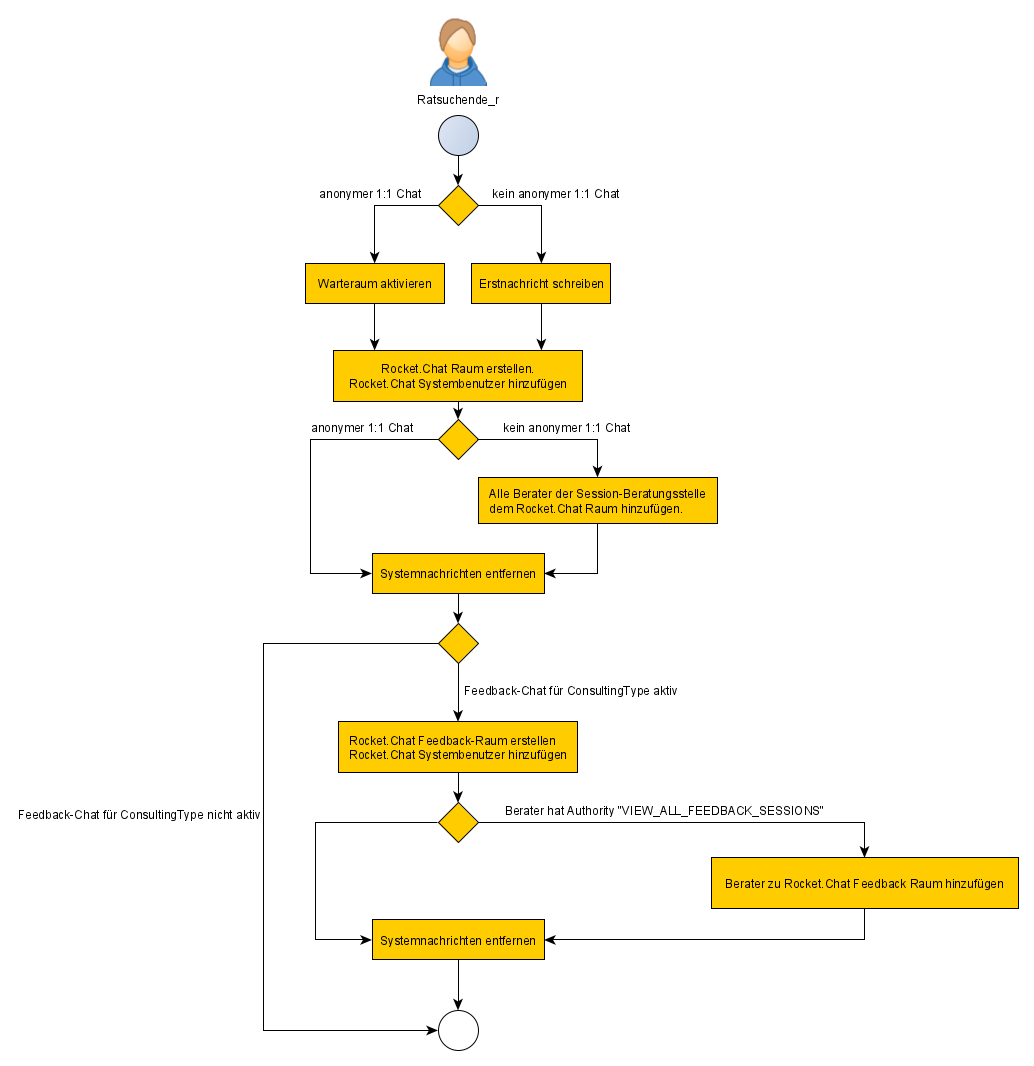 Ratsuchende_r
anonymer 1:1 Chat
kein anonymer 1:1 Chat
Warteraum aktivieren
Erstnachricht schreiben
Rocket.Chat Raum erstellen.
Rocket.Chat Systembenutzer hinzufügen
anonymer 1:1 Chat
kein anonymer 1:1 Chat
Alle Berater der Session-Beratungsstelle
dem Rocket.Chat Raum hinzufügen.
Systemnachrichten entfernen
Feedback-Chat für ConsultingType aktiv
Rocket.Chat Feedback-Raum erstellen
Rocket.Chat Systembenutzer hinzufügen
Feedback-Chat für ConsultingType nicht aktiv
Berater hat Authority "VIEW_ALL_FEEDBACK_SESSIONS"
Berater zu Rocket.Chat Feedback Raum hinzufügen
Systemnachrichten entfernen